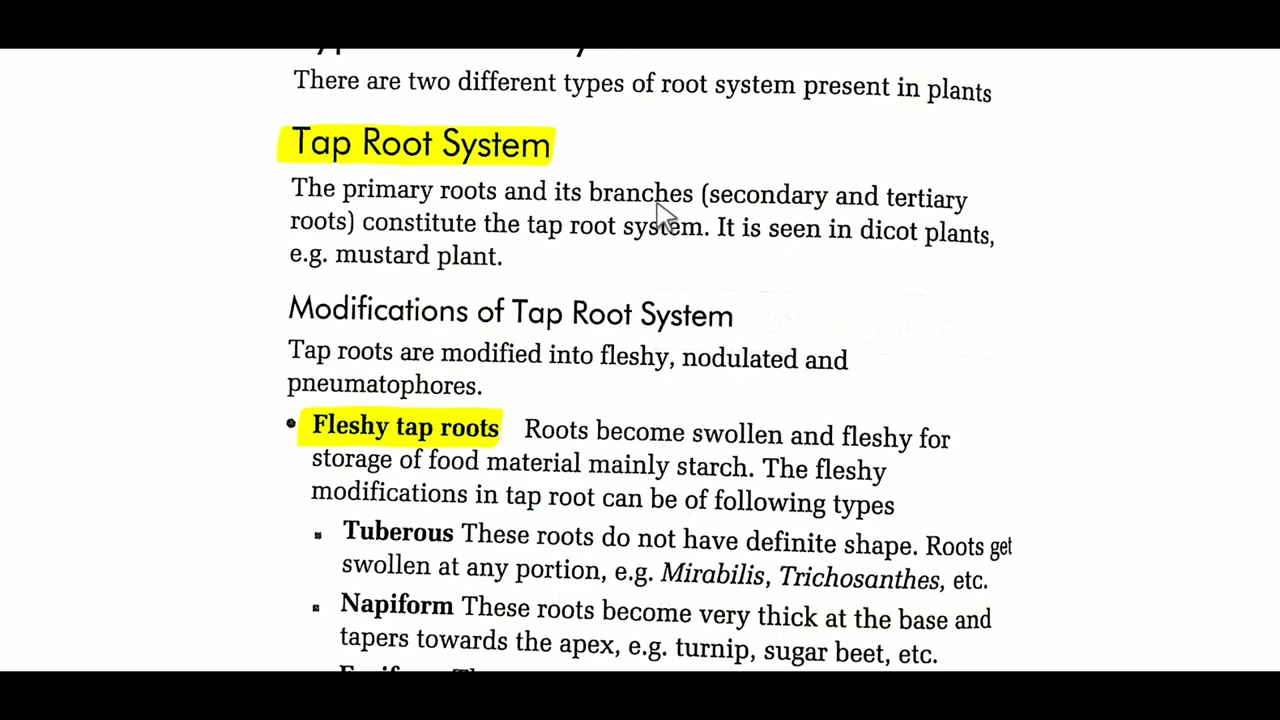 There are two different types of root system present in plants
Tap Root System
The primary roots and its branches (secondary and tertiary
roots) constitute the tap root system. It is seen in dicot plants,
e.g. mustard plant.
Modifications of Tap Root System
Tap roots are modified into fleshy, nodulated and
pneumatophores.
• Fleshy tap roots Roots become swollen and fleshy for
storage of food material mainly starch. The fleshy
modifications in tap root can be of following types
▪ Tuberous These roots do not have definite shape. Roots get
swollen at any portion, e.g. Mirabilis, Trichosanthes, etc.
▪ Napiform These roots become very thick at the base and
tapers towards the apex, e.g. turnip, sugar beet, etc.